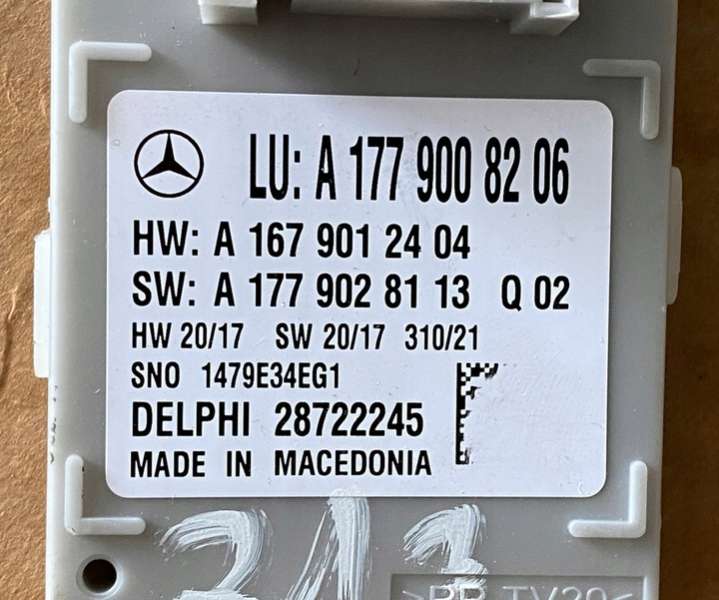 LU: A 177 900 82 06
HW: A 167 901 24 04
SW: A 177 902 81 13 Q 02
HW 20/17 SW 20/17 310/21
SNO 1479E34EG1
DELPHI 28722245
MADE IN MACEDONIA
213